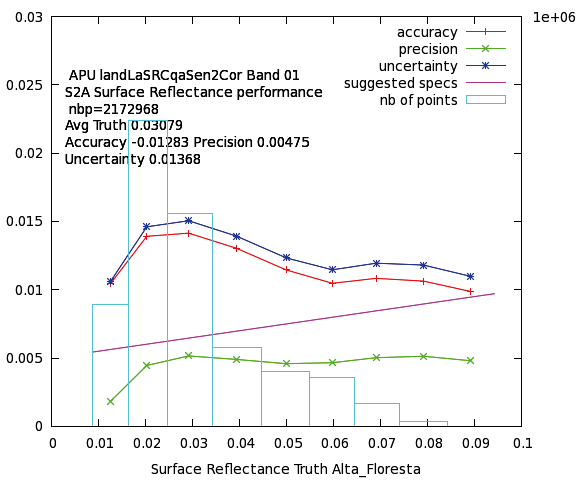 0.03
1e+06
accuracy
precision
uncertainty
suggested specs
nb of points
APU landLaSRCqaSen2Cor Band 01
S2A Surface Reflectance performance
nbp=2172968
Avg Truth 0.03079
Accuracy -0.01283 Precision 0.00475
Uncertainty 0.01368
0.025
0.02
0.015
0.01
0.005
0
0 0.01 0.02 0.03 0.04 0.05 0.06 0.07 0.08 0.09 0.1
Surface Reflectance Truth Alta_Floresta